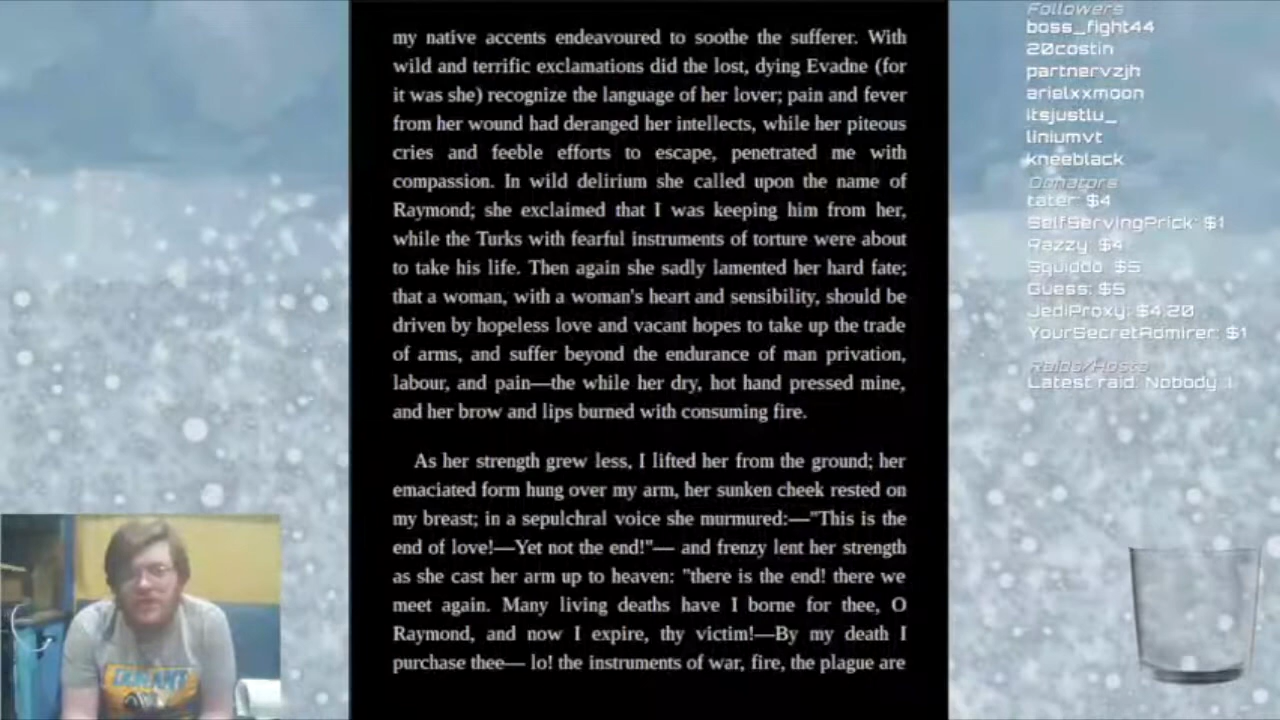 my native accents endeavoured to soothe the sufferer. With
wild and terrific exclamations did the lost, dying Evadne (for
it was she) recognize the language of her lover; pain and fever
from her wound had deranged her intellects, while her piteous
cries and feeble efforts to escape, penetrated me with
compassion. In wild delirium she called upon the name of
Raymond; she exclaimed that I was keeping him from her,
while the Turks with fearful instruments of torture were about
to take his life. Then again she sadly lamented her hard fate;
that a woman, with a woman's heart and sensibility, should be
driven by hopeless love and vacant hopes to take up the trade
of arms, and suffer beyond the endurance of man privation,
labour, and pain—the while her dry, hot hand pressed mine,
and her brow and lips burned with consuming fire.
As her strength grew less, I lifted her from the ground; her
emaciated form hung over my arm, her sunken cheek rested on
my breast; in a sepulchral voice she murmured:—"This is the
end of love!—Yet not the end!"— and frenzy lent her strength
as she cast her arm up to heaven: "there is the end! there we
meet again. Many living deaths have I borne for thee, O
Raymond, and now I expire, thy victim!—By my death I
purchase thee— lo! the instruments of war, fire, the plague are
Followers
boss_fight44
20costin
partnervzjh
arielxxmoon
itsjustlu_
liniumvt
kneeblack
Donators
tater: $4
SelfServingPrick: $1
Razzy: $4
Squiddo: $5
Guess: $5
JediProxy: $4.20
YourSecretAdmirer: $1
Raids/Hosts
Latest raid: Nobody !